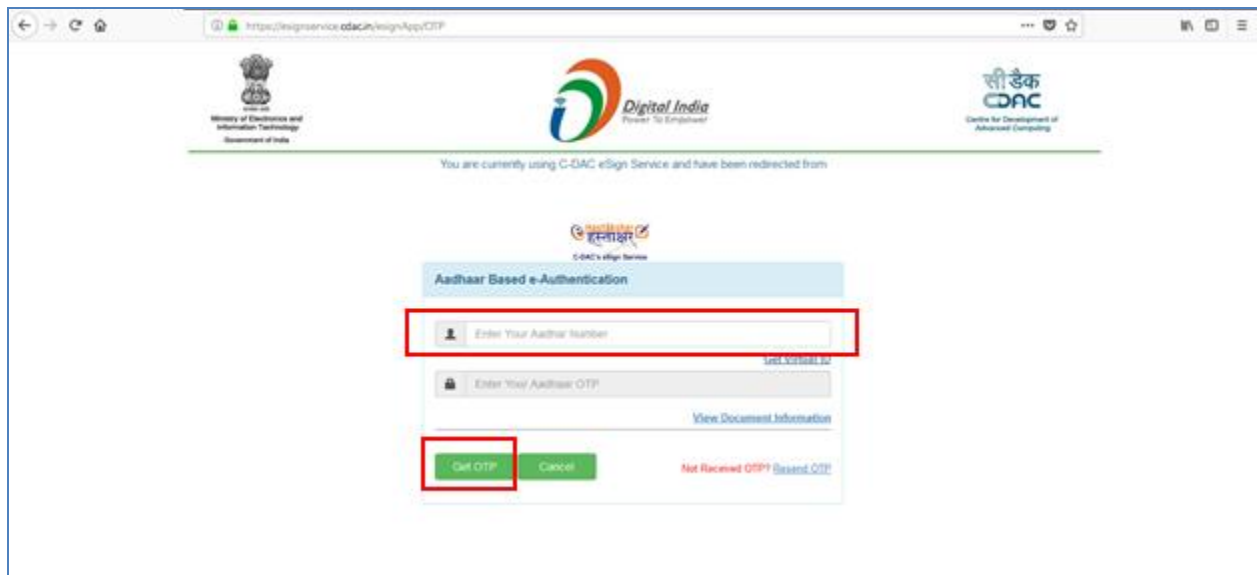 https://esignservice.cdac.in/esignApp/OTP
Ministry of Electronics and
Information Technology
Government of India
Digital India
Power To Empower
सी डैक
CDAC
Centre for Development of
Advanced Computing
You are currently using C-DAC eSign Service and have been redirected from
e हस्ताक्षर
C-DAC's eSign Service
Aadhaar Based e-Authentication
Enter Your Aadhar Number
Get Virtual ID
Enter Your Aadhaar OTP
View Document Information
Get OTP Cancel Not Received OTP? Resend OTP